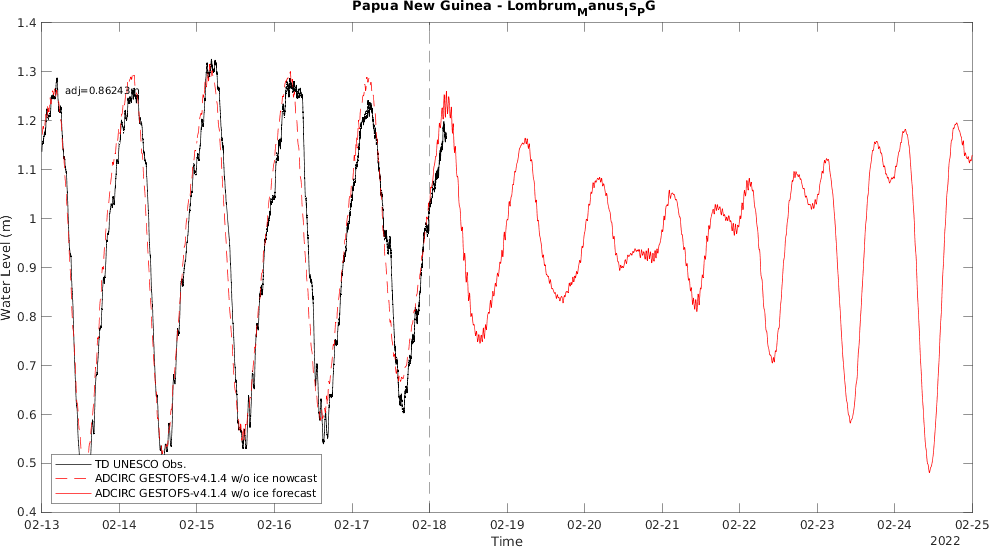 Papua New Guinea - LombrumManusIsPG
1.4
1.3
1.2
1.1
1
0.9
0.8
0.7
0.6
0.5
0.4
Water Level (m)
adj=0.86243
TD UNESCO Obs.
ADCIRC GESTOFS-v4.1.4 w/o ice nowcast
ADCIRC GESTOFS-v4.1.4 w/o ice forecast
02-13 02-14 02-15 02-16 02-17 02-18 02-19 02-20 02-21 02-22 02-23 02-24 02-25
Time
2022